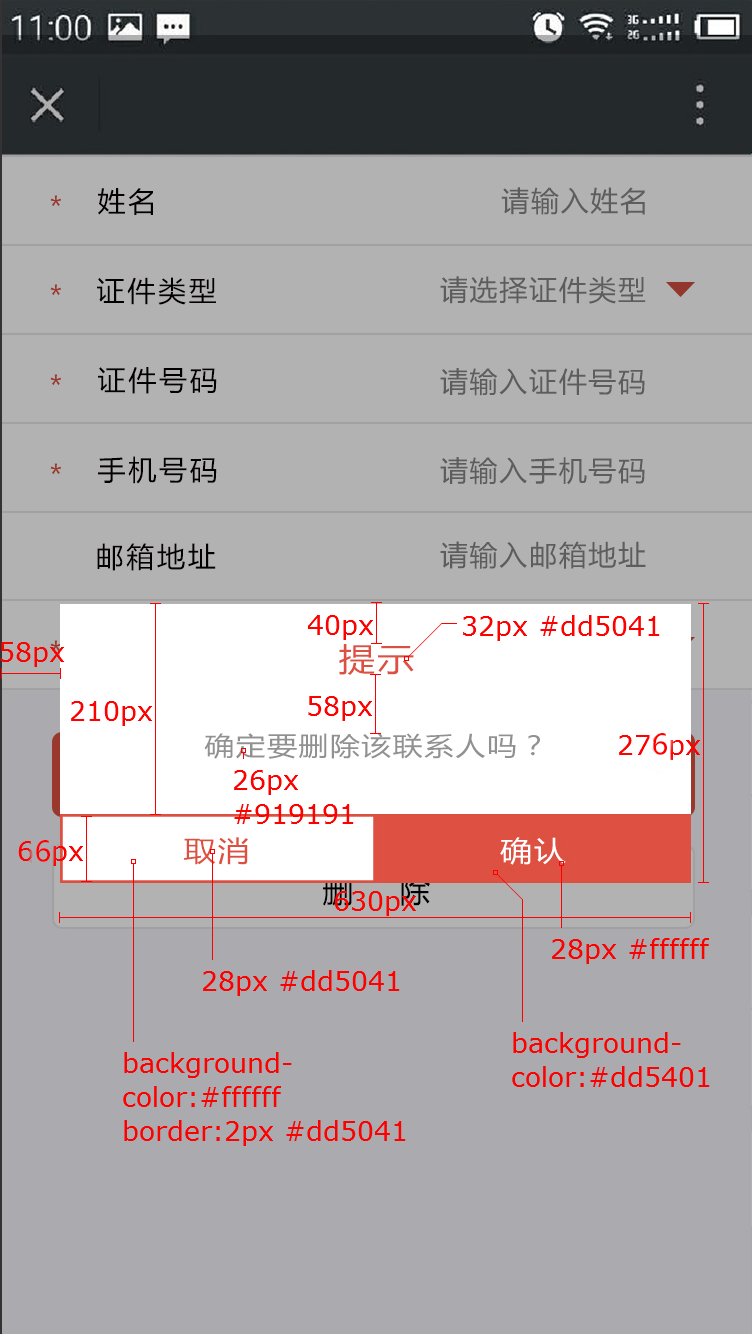 11:00
3G
2G
* 姓名 请输入姓名
* 证件类型 请选择证件类型
* 证件号码 请输入证件号码
* 手机号码 请输入手机号码
邮箱地址 请输入邮箱地址
40px 32px #dd5041
58px
提示
210px 58px
确定要删除该联系人吗？ 276px
26px
#919191
66px 取消 确认
删 除
630px
28px #ffffff
28px #dd5041
background-
color:#dd5401
background-
color:#ffffff
border:2px #dd5041